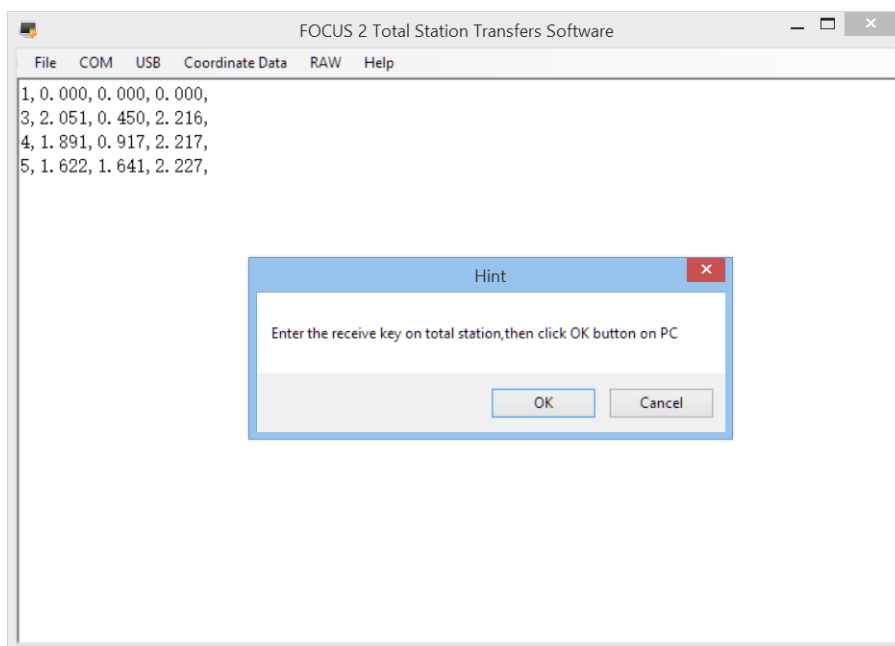 FOCUS 2 Total Station Transfers Software
File COM USB Coordinate Data RAW Help
1, 0. 000, 0. 000, 0. 000,
3, 2. 051, 0. 450, 2. 216,
4, 1. 891, 0. 917, 2. 217,
5, 1. 622, 1. 641, 2. 227,
Hint
Enter the receive key on total station,then click OK button on PC
OK Cancel